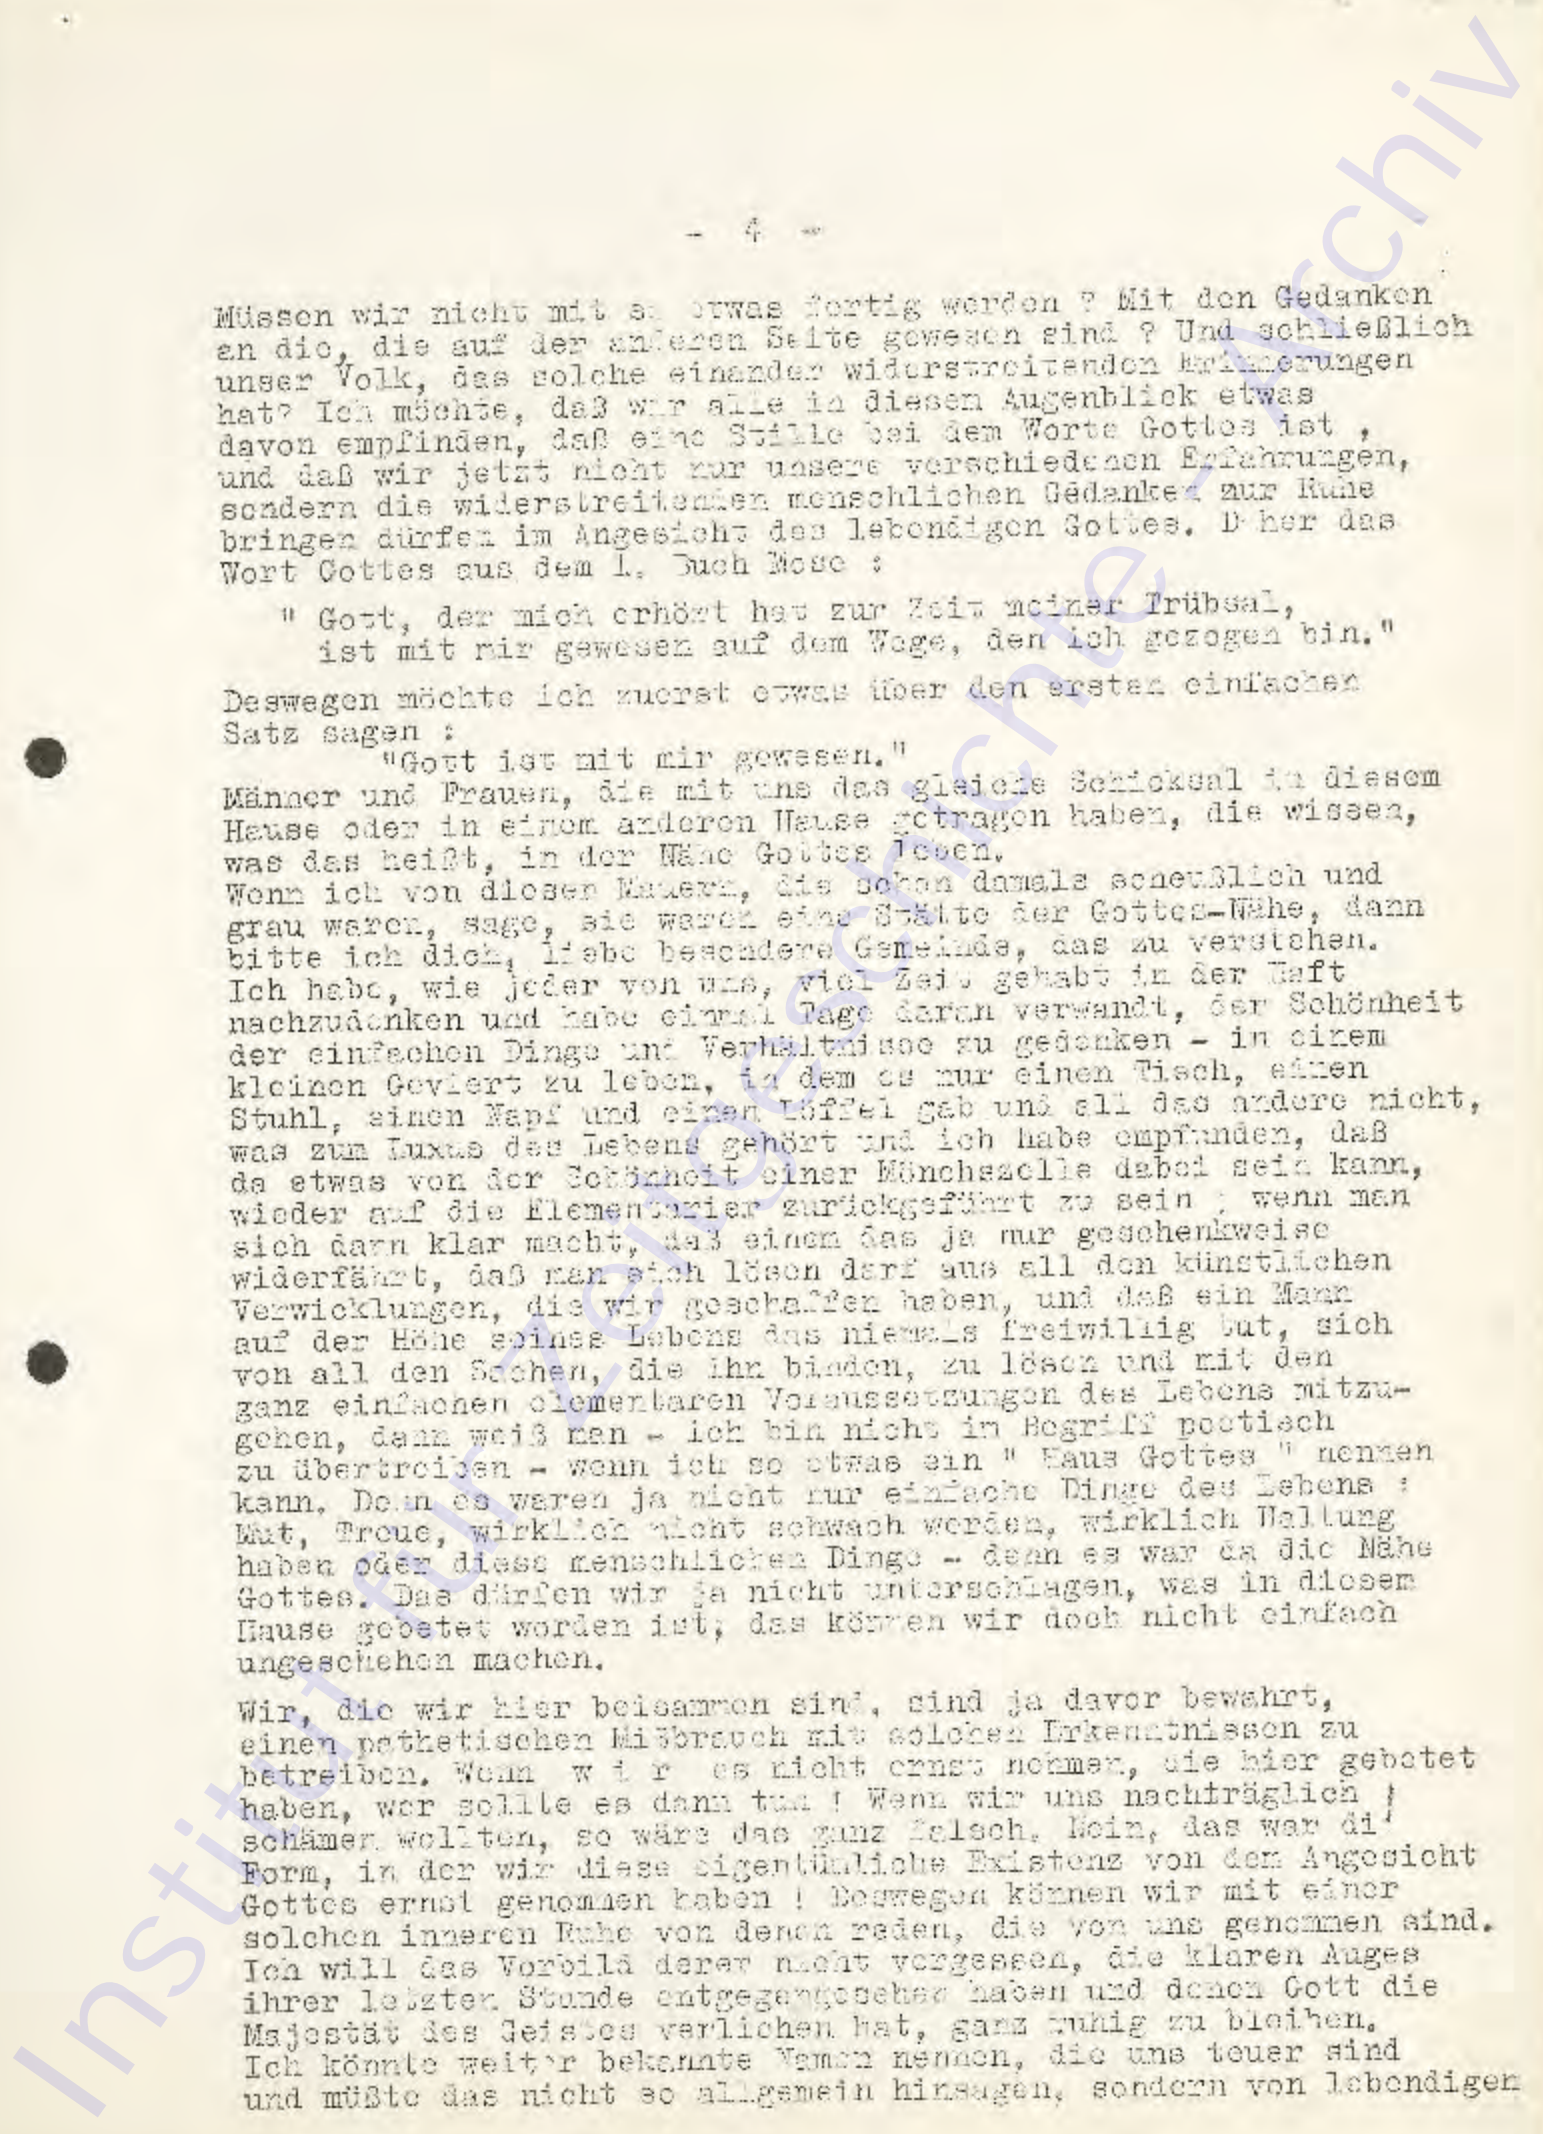 - 4 -
Müssen wir nicht mit so etwas fertig werden ? Mit den Gedanken
an die, die auf der anderen Seite gewesen sind ? Und schließlich
unser Volk, das solche einander widerstreitenden Erinnerungen
hat? Ich möchte, daß wir alle in diesen Augenblick etwas
davon empfinden, daß eine Stille bei dem Worte Gottes ist ,
und daß wir jetzt nicht nur unsere verschiedenen Erfahrungen,
sondern die widerstreitenden menschlichen Gedanken zur Ruhe
bringen dürfen im Angesicht des lebendigen Gottes. Daher das
Wort Gottes aus dem 1. Buch Mose :
" Gott, der mich erhört hat zur Zeit meiner Trübsal,
ist mit mir gewesen auf dem Wege, den ich gezogen bin."
Deswegen möchte ich zuerst etwas über den ersten einfachen
Satz sagen :
"Gott ist mit mir gewesen."
Männer und Frauen, die mit uns das gleiche Schicksal in diesem
Hause oder in einem anderen Hause getragen haben, die wissen,
was das heißt, in der Nähe Gottes leben.
Wenn ich von diesen Mauern, die schon damals scheußlich und
grau waren, sage, sie waren eine Stätte der Gottes-Nähe, dann
bitte ich dich, liebe besondere Gemeinde, das zu verstehen.
Ich habe, wie jeder von uns, viel Zeit gehabt in der Haft
nachzudenken und habe einmal Tage daran verwandt, der Schönheit
der einfachen Dinge und Verhältnisse zu gedenken - in einem
kleinen Geviert zu leben, in dem es nur einen Tisch, einen
Stuhl, einen Napf und einen Löffel gab und all das andere nicht,
was zum Luxus des Lebens gehört und ich habe empfunden, daß
da etwas von der Schönheit einer Mönchszelle dabei sein kann,
wieder auf die Elementarier zurückgeführt zu sein ; wenn man
sich dann klar macht, daß einem das ja nur geschenkweise
widerfährt, daß man sich lösen darf aus all den künstlichen
Verwicklungen, die wir geschaffen haben, und daß ein Mann
auf der Höhe seines Lebens das niemals freiwillig tut, sich
von all den Sachen, die ihn binden, zu lösen und mit den
ganz einfachen elementaren Voraussetzungen des Lebens mitzu-
gehen, dann weiß man - ich bin nicht im Begriff poetisch
zu übertreiben - wenn ich so etwas ein " Haus Gottes " nennen
kann. Denn es waren ja nicht nur einfache Dinge des Lebens :
Mut, Treue, wirklich nicht schwach werden, wirklich Haltung
haben oder diese menschlichen Dinge - denn es war da die Nähe
Gottes. Das dürfen wir ja nicht unterschlagen, was in diesem
Hause gebetet worden ist, das können wir doch nicht einfach
ungeschehen machen.
Wir, die wir hier beisammen sind, sind ja davor bewahrt,
einen pathetischen Mißbrauch mit solchen Erkenntnissen zu
betreiben. Wenn w i r es nicht ernst nehmen, die hier gebetet
haben, wer sollte es dann tun ! Wenn wir uns nachträglich
schämen wollten, so wäre das ganz falsch. Nein, das war di
Form, in der wir diese eigentümliche Existenz von dem Angesicht
Gottes ernst genommen haben ! Deswegen können wir mit einer
solchen inneren Ruhe von denen reden, die von uns genommen sind.
Ich will das Vorbild derer nicht vergessen, die klaren Auges
ihrer letzten Stunde entgegengesehen haben und denen Gott die
Majestät des Geistes verliehen hat, ganz ruhig zu bleiben.
Ich könnte weiter bekannte Namen nennen, die uns teuer sind
und müßte das nicht so allgemein hinsagen, sondern von lebendigen
Institut für Zeitgeschichte - Archiv